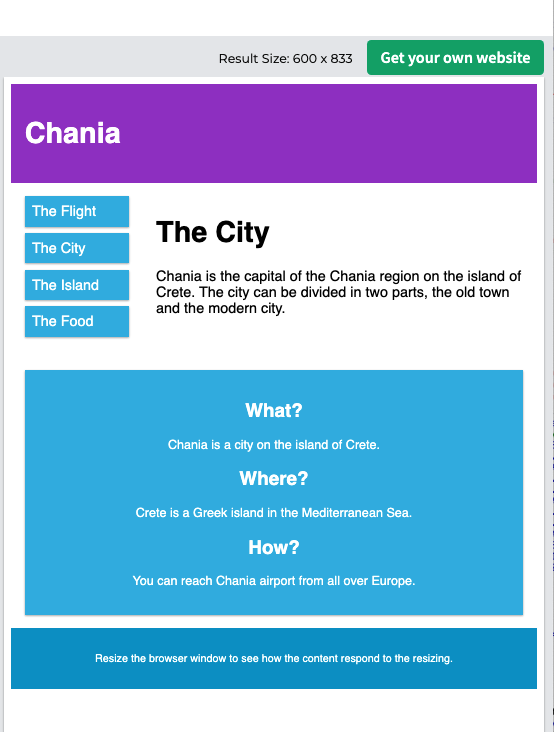 Result Size: 600 x 833
Get your own website
Chania
The Flight
The City
The Island
The Food
The City
Chania is the capital of the Chania region on the island of
Crete. The city can be divided in two parts, the old town
and the modern city.
What?
Chania is a city on the island of Crete.
Where?
Crete is a Greek island in the Mediterranean Sea.
How?
You can reach Chania airport from all over Europe.
Resize the browser window to see how the content respond to the resizing.